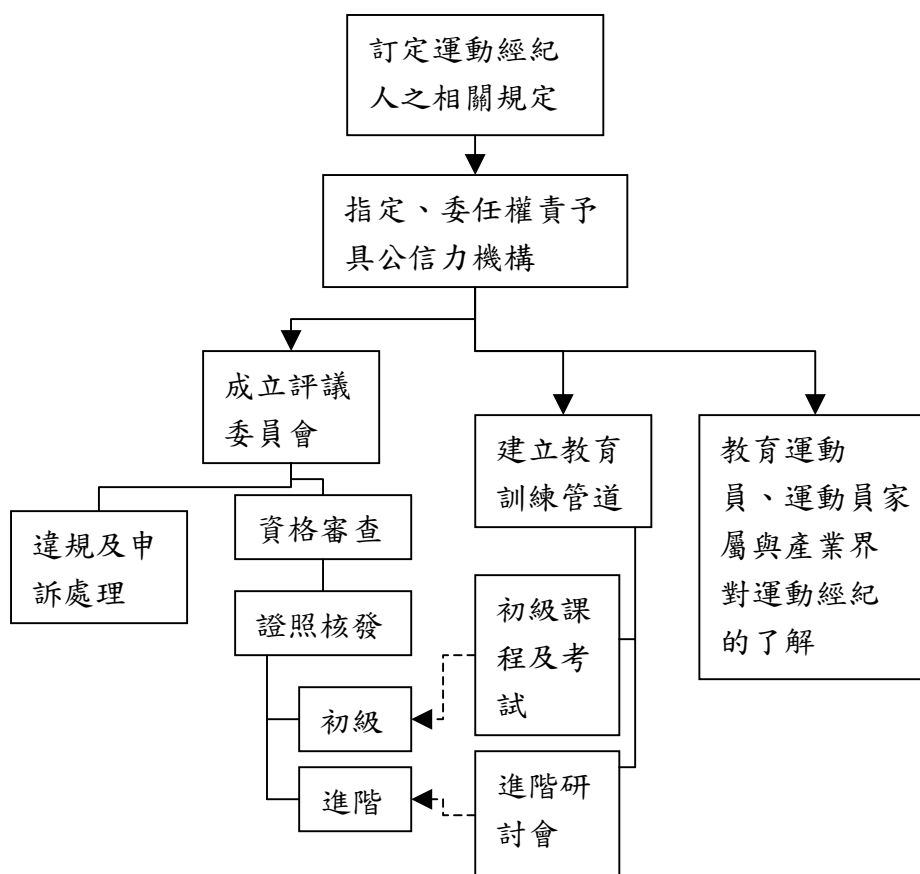 訂定運動經紀
人之相關規定
指定、委任權責予
具公信力機構
成立評議
委員會
建立教育
訓練管道
教育運動
員、運動員家
屬與產業界
對運動經紀
的了解
違規及申
訴處理
資格審查
證照核發
初級
進階
初級課
程及考
試
進階研
討會